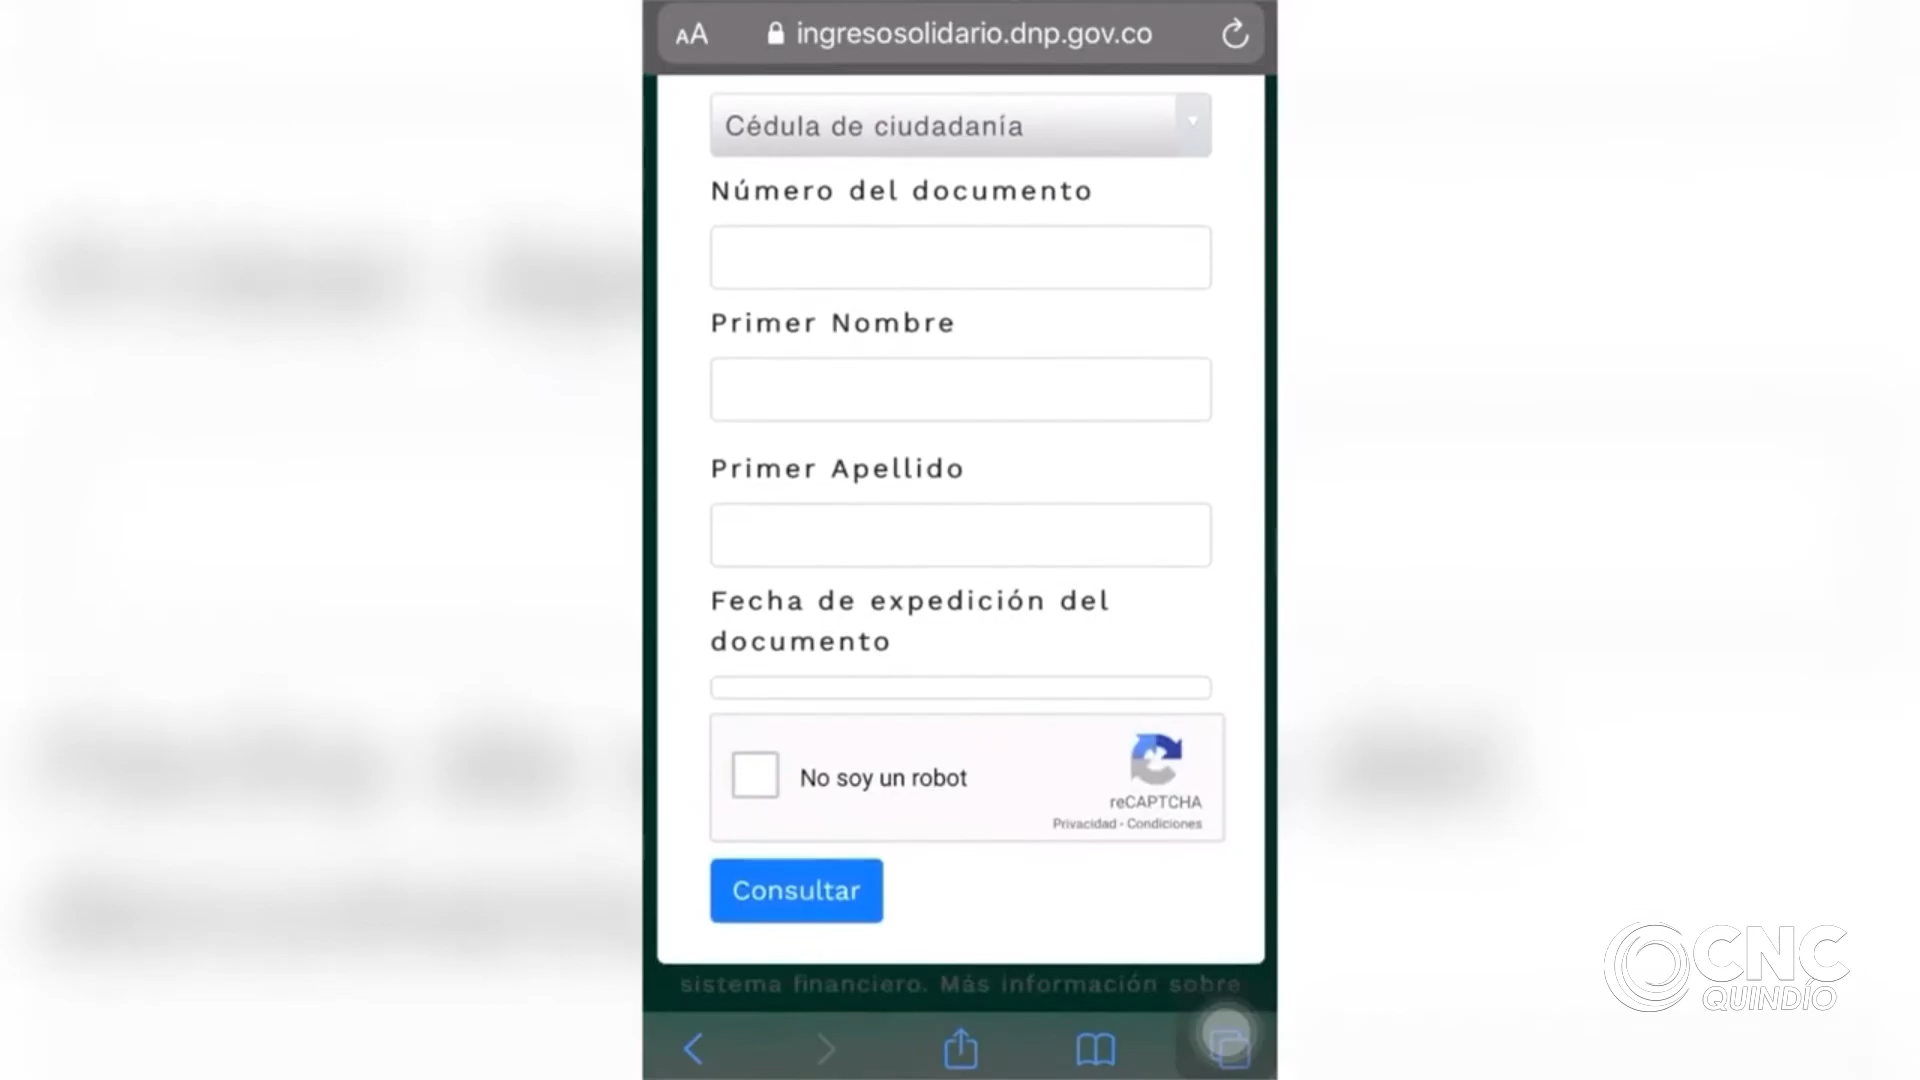 AA
ingresosolidario.dnp.gov.co
Cédula de ciudadanía
Número del documento
Primer Nombre
Primer Apellido
Fecha de expedición del
documento
No soy un robot
reCAPTCHA
Privacidad - Condiciones
Consultar
sistema financiero. Más información sobre
CNC
QUINDÍO